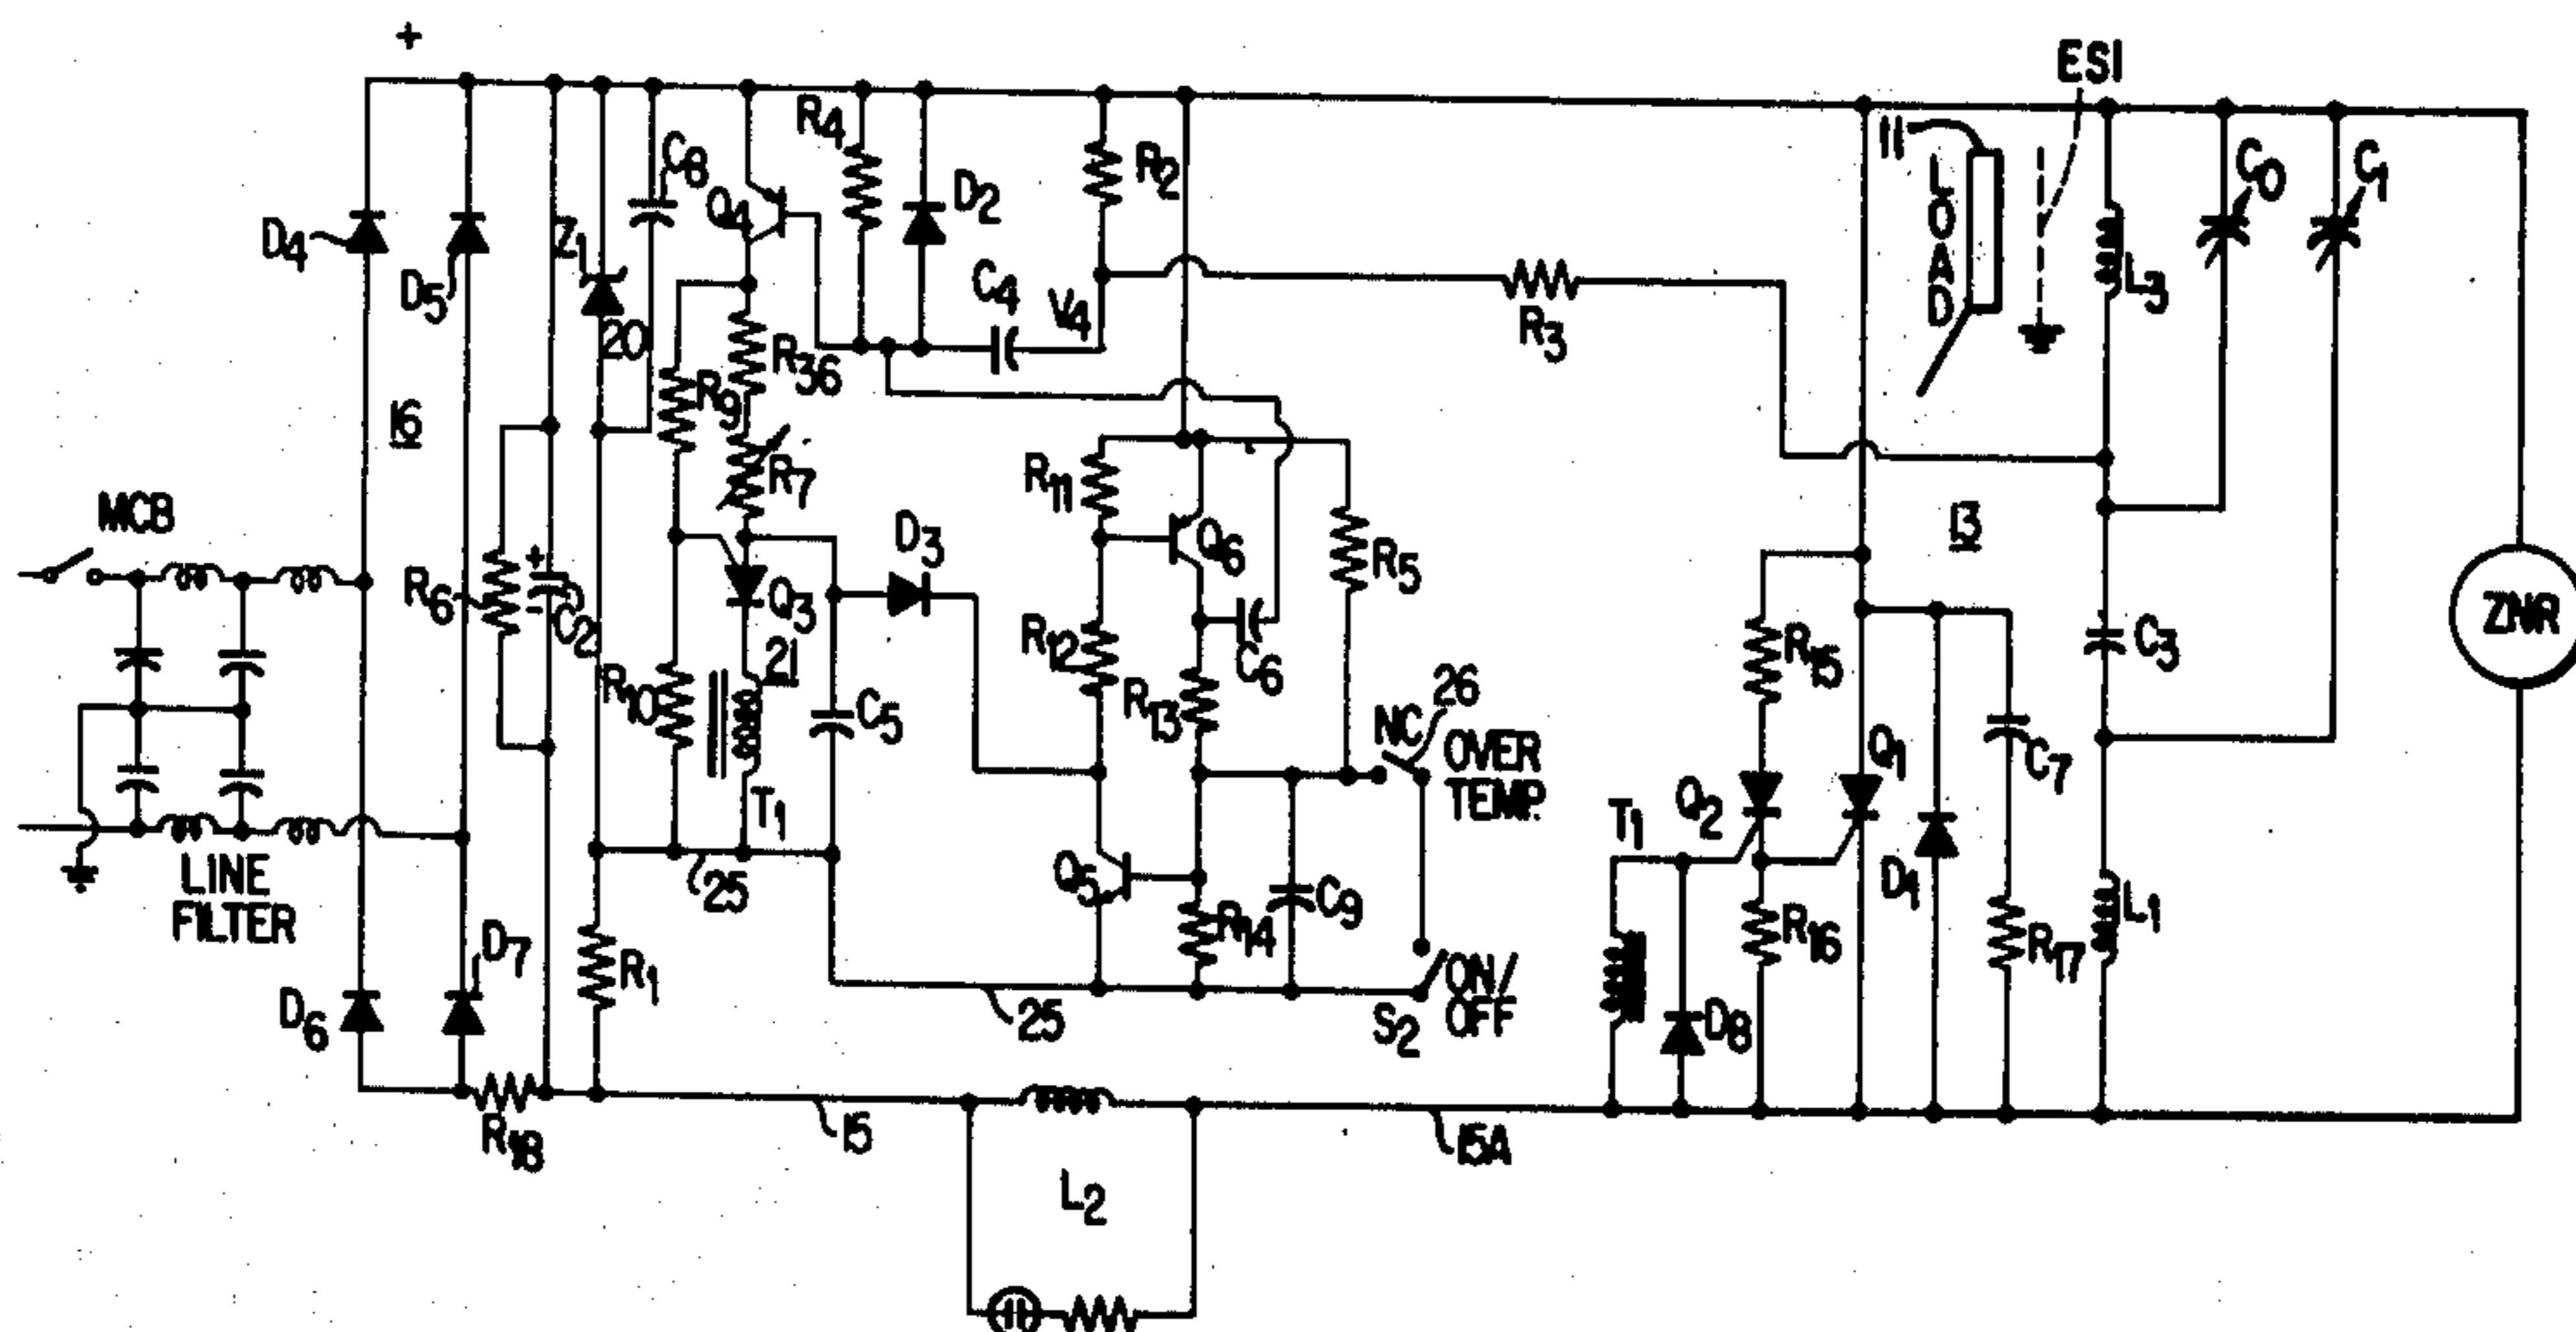 +
ESI
11
LOAD
R4
C8
D2
R2
C0
C1
Q4
D4
Z1
D5
C4
V4
L3
20
R3
R36
R9
16
R7
R11
MCB
D3
Q6
R5
13
R6
+
-
C2
Q3
R12
C6
C3
R15
21
R10
R13
26
NC
OVER
TEMP.
C5
Q1
C7
Q2
T1
T1
ZNR
Q5
LINE
FILTER
25
R14
C9
D1
R16
R17
L1
D7
R1
ON/
OFF
D6
25
S2
D8
R18
15
15A
L2